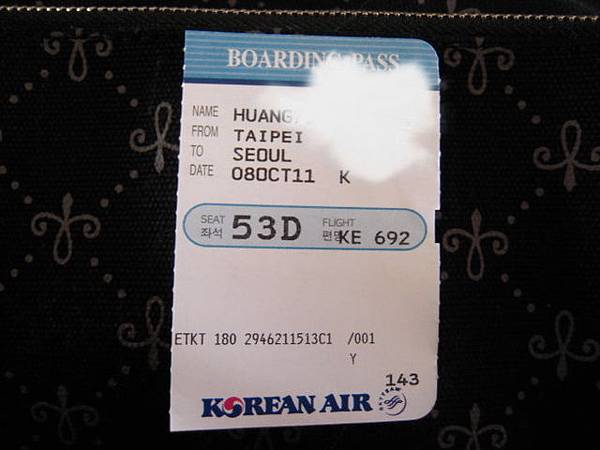 BOARDING PASS
NAME HUANG/
FROM TAIPEI
TO SEOUL
DATE 08OCT11 K
SEAT 좌석 53D FLIGHT 편명 KE 692
ETKT 180 2946211513C1 /001
Y
143
KOREAN AIR SKYTEAM